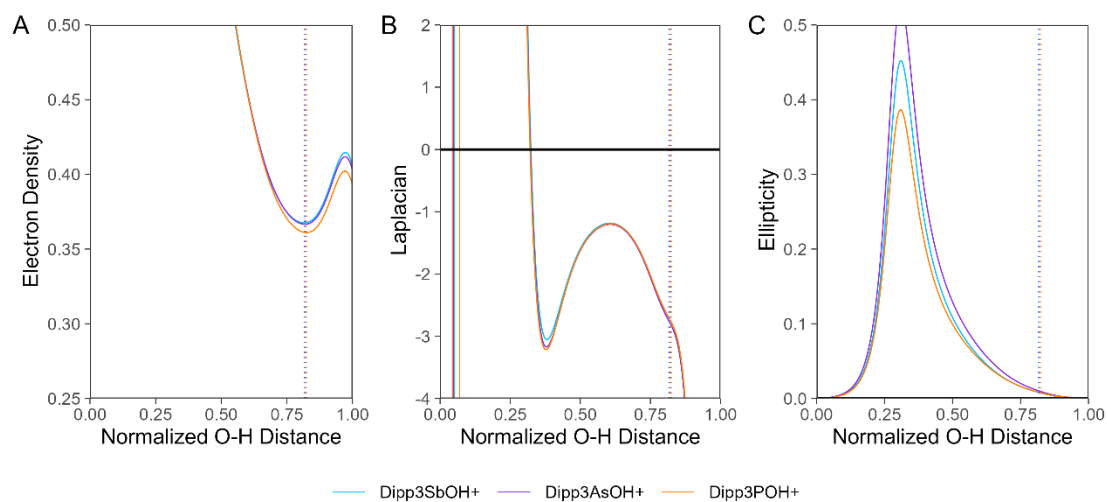 A
Electron Density
0.50
0.45
0.40
0.35
0.30
0.25
0.00 0.25 0.50 0.75 1.00
Normalized O-H Distance
B
Laplacian
2
1
0
-1
-2
-3
-4
0.00 0.25 0.50 0.75 1.00
Normalized O-H Distance
C
Ellipticity
0.5
0.4
0.3
0.2
0.1
0.0
0.00 0.25 0.50 0.75 1.00
Normalized O-H Distance
Dipp3SbOH+ Dipp3AsOH+ Dipp3POH+